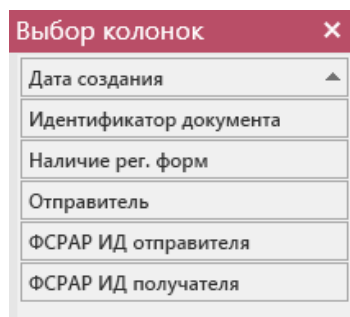 Выбор колонок
Дата создания
Идентификатор документа
Наличие рег. форм
Отправитель
ФСРАР ИД отправителя
ФСРАР ИД получателя